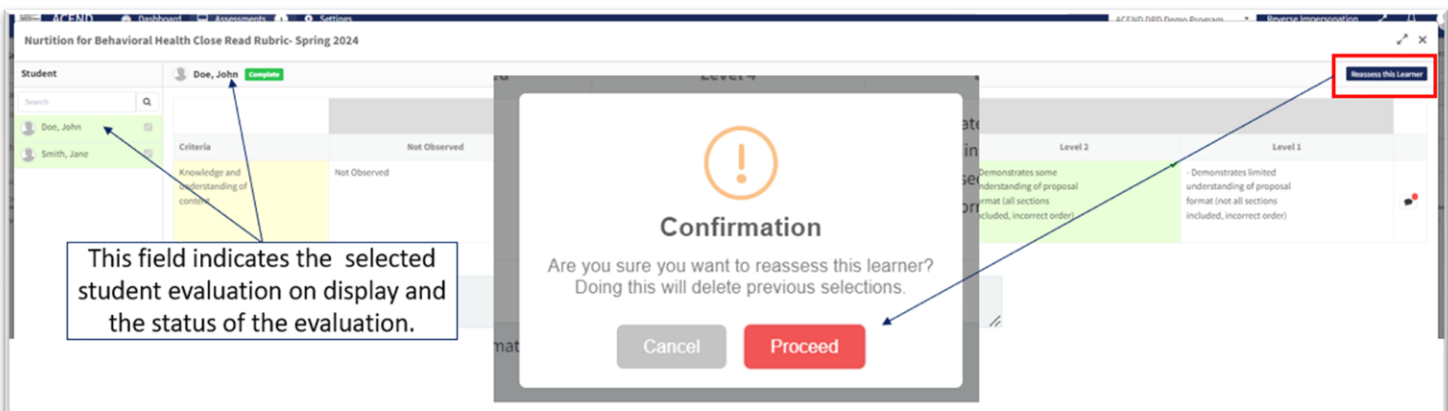 ACEND Dashboard Assessments Settings ACEND DPD Demo Program Reverse Impersonation
Nurtition for Behavioral Health Close Read Rubric- Spring 2024
Student
Doe, John Complete
Reassess this Learner
Search
Doe, John
Smith, Jane
Level 4
Criteria
Not Observed
Level 2
Level 1
Knowledge and
understanding of
content
Not Observed
Demonstrates some
understanding of proposal
format (all sections
included, incorrect order)
- Demonstrates limited
understanding of proposal
format (not all sections
included, incorrect order)
Confirmation
Are you sure you want to reassess this learner?
Doing this will delete previous selections.
Cancel
Proceed
This field indicates the selected
student evaluation on display and
the status of the evaluation.